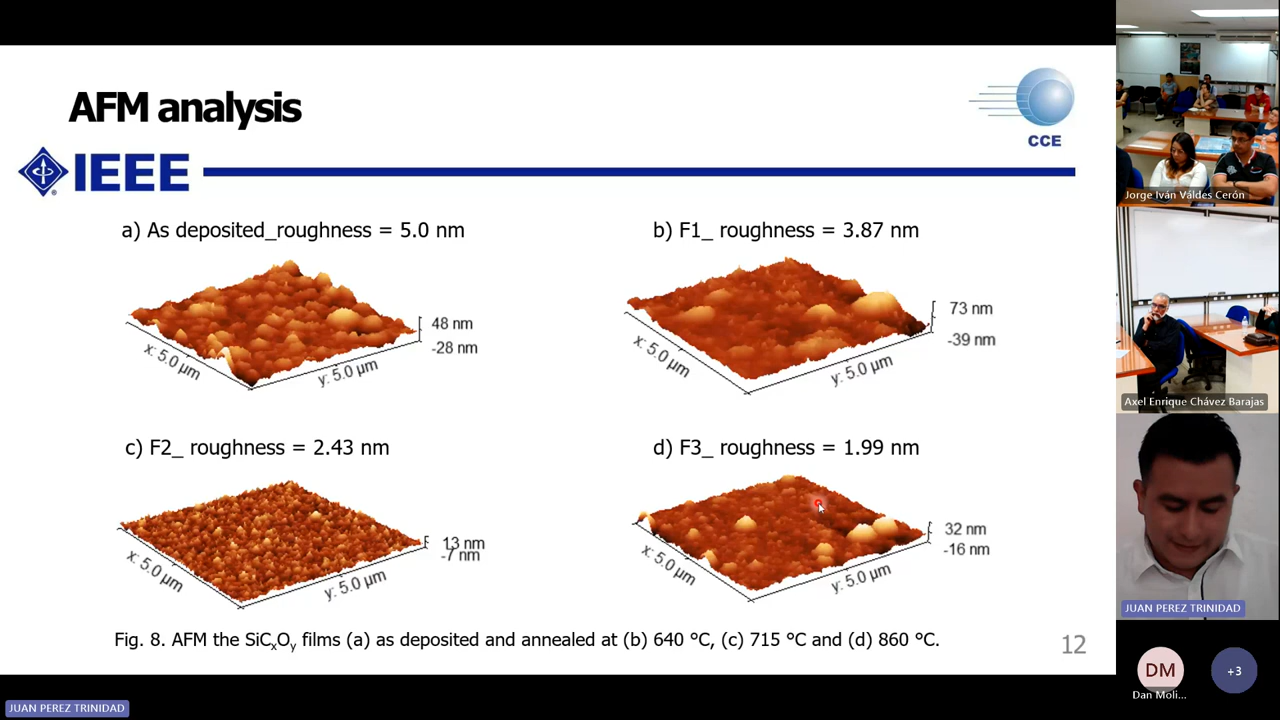 AFM analysis
CCE
IEEE
a) As deposited_roughness = 5.0 nm
48 nm
-28 nm
x: 5.0 µm
y: 5.0 µm
b) F1_ roughness = 3.87 nm
73 nm
-39 nm
x: 5.0 µm
y: 5.0 µm
c) F2_ roughness = 2.43 nm
13 nm
-7 nm
x: 5.0 µm
y: 5.0 µm
d) F3_ roughness = 1.99 nm
32 nm
-16 nm
x: 5.0 µm
y: 5.0 µm
Fig. 8. AFM the SiCxOy films (a) as deposited and annealed at (b) 640 °C, (c) 715 °C and (d) 860 °C.
12
Jorge Iván Váldes Cerón
Axel Enrique Chávez Barajas
JUAN PEREZ TRINIDAD
DM
Dan Moli...
+3
JUAN PEREZ TRINIDAD